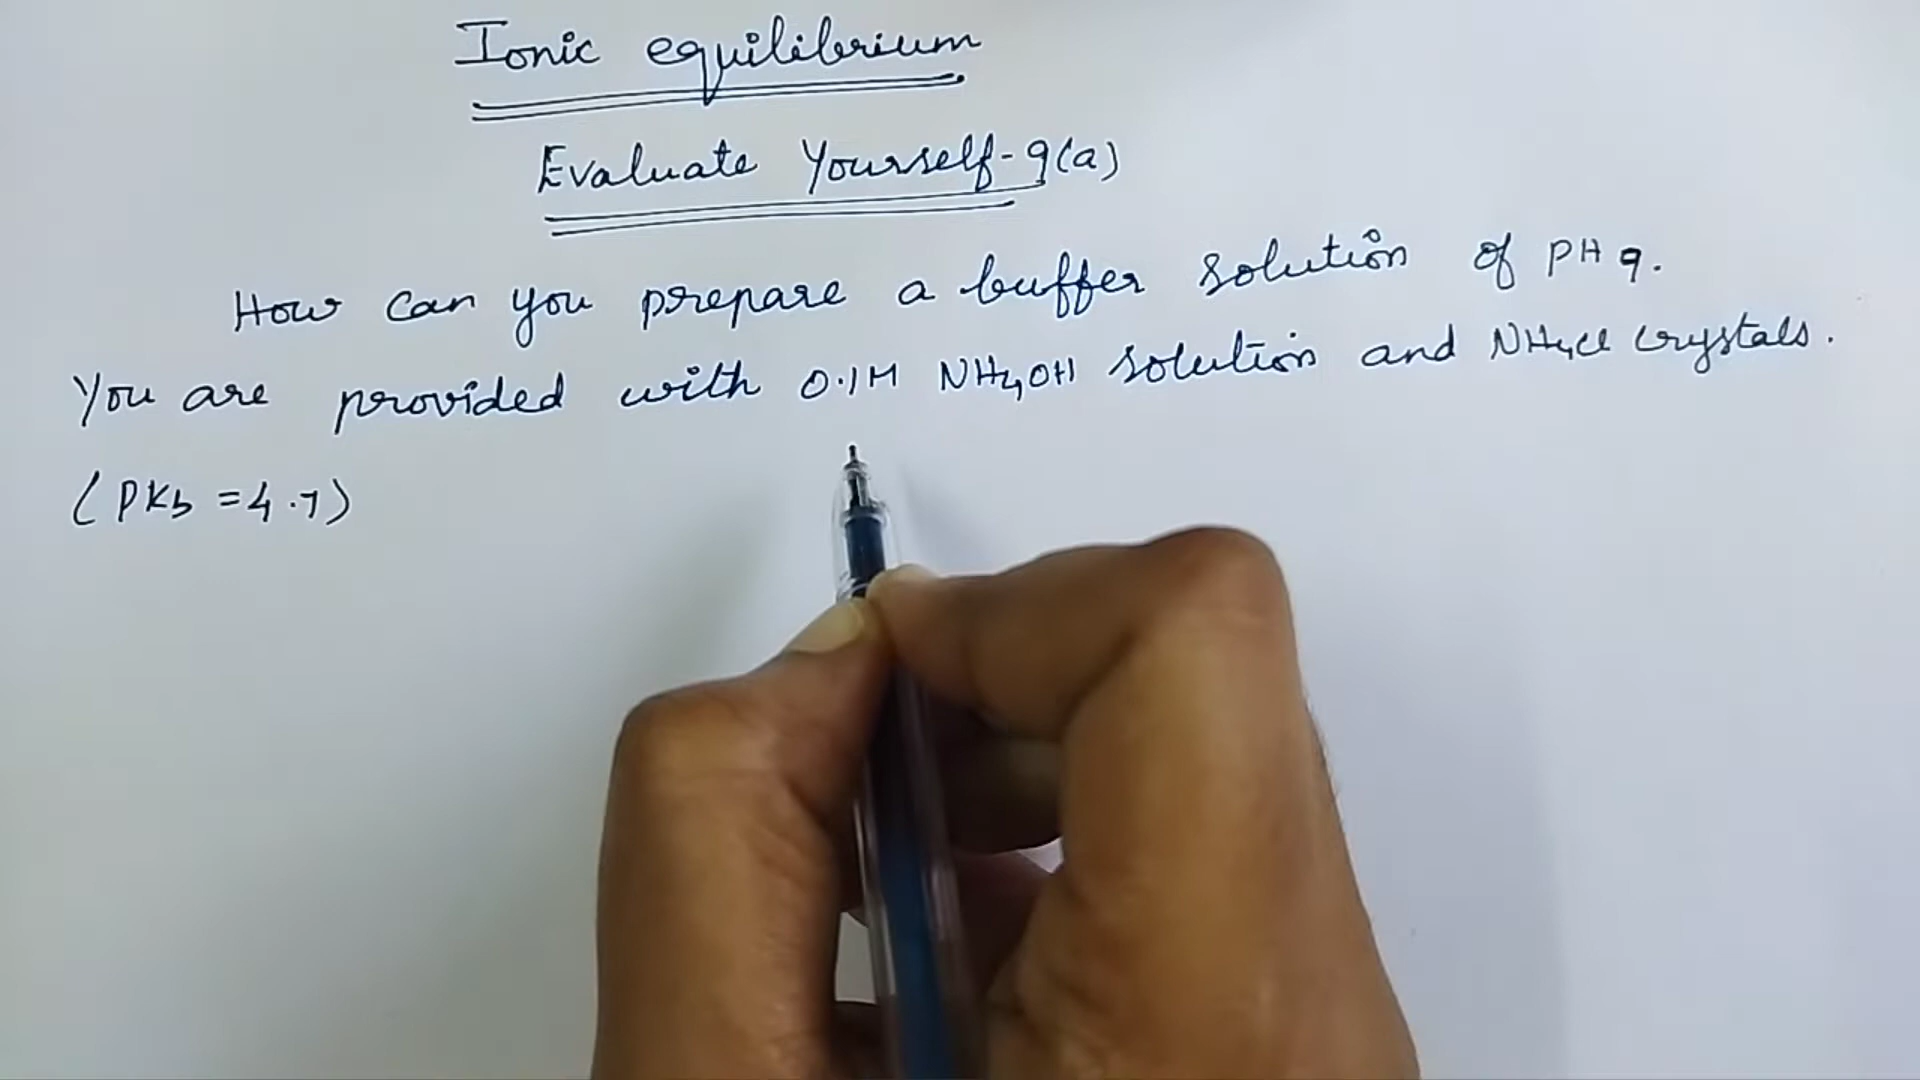 Ionic equilibrium
Evaluate Yourself-9(a)
How can you prepare a buffer solution of PH 9.
You are provided with 0.1M NH4OH solution and NH4Cl crystals.
(PKb = 4.7)